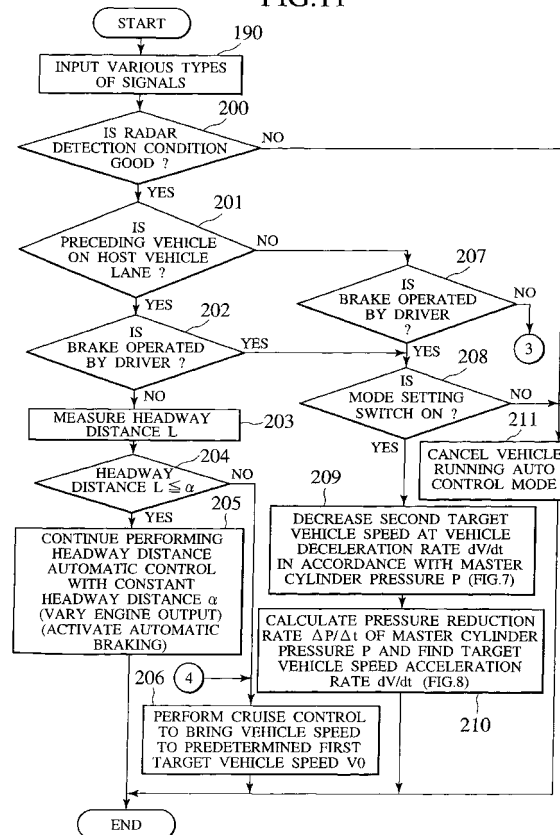 FIG.11
START
190
INPUT VARIOUS TYPES
OF SIGNALS
200
IS RADAR
DETECTION CONDITION
GOOD ?
NO
YES
201
IS
PRECEDING VEHICLE
ON HOST VEHICLE
LANE ?
NO
207
YES
IS
BRAKE OPERATED
BY DRIVER
?
NO
3
YES
202
IS
BRAKE OPERATED
BY DRIVER ?
YES
208
NO
IS
MODE SETTING
SWITCH ON ?
NO
211
YES
MEASURE HEADWAY
DISTANCE L
203
CANCEL VEHICLE
RUNNING AUTO
CONTROL MODE
204
HEADWAY
DISTANCE L ≦ α
NO
YES
205
CONTINUE PERFORMING
HEADWAY DISTANCE
AUTOMATIC CONTROL
WITH CONSTANT
HEADWAY DISTANCE α
(VARY ENGINE OUTPUT)
(ACTIVATE AUTOMATIC
BRAKING)
209
DECREASE SECOND TARGET
VEHICLE SPEED AT VEHICLE
DECELERATION RATE dV/dt
IN ACCORDANCE WITH MASTER
CYLINDER PRESSURE P (FIG.7)
CALCULATE PRESSURE REDUCTION
RATE ΔP/Δt OF MASTER CYLINDER
PRESSURE P AND FIND TARGET
VEHICLE SPEED ACCELERATION
RATE dV/dt (FIG.8)
210
4
206
PERFORM CRUISE CONTROL
TO BRING VEHICLE SPEED
TO PREDETERMINED FIRST
TARGET VEHICLE SPEED V0
END